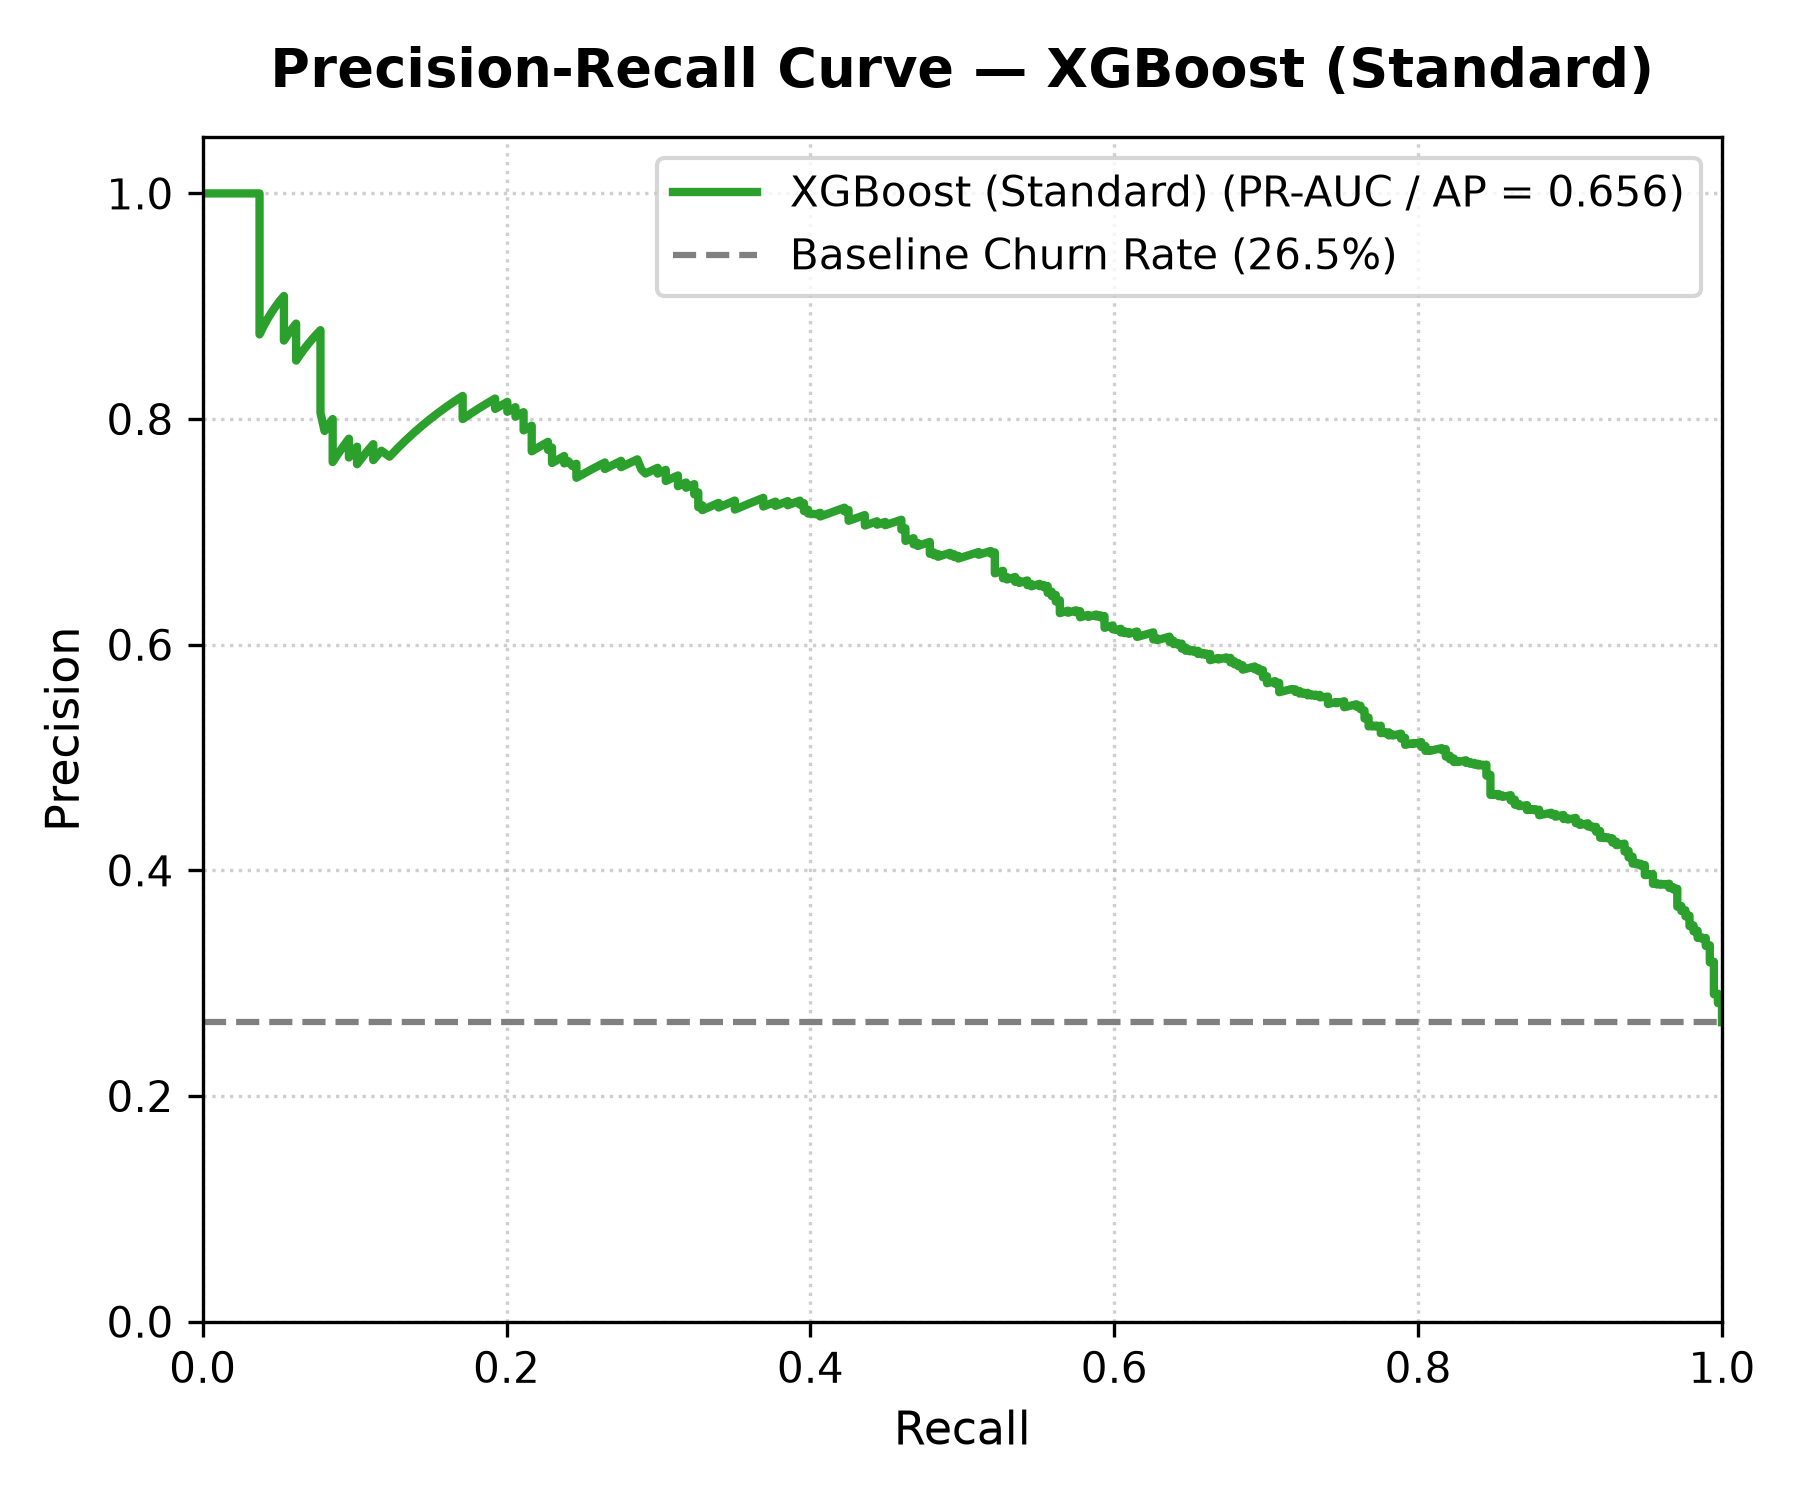 Precision-Recall Curve — XGBoost (Standard)
XGBoost (Standard) (PR-AUC / AP = 0.656)
Baseline Churn Rate (26.5%)
Precision
1.0
0.8
0.6
0.4
0.2
0.0
0.0 0.2 0.4 0.6 0.8 1.0
Recall